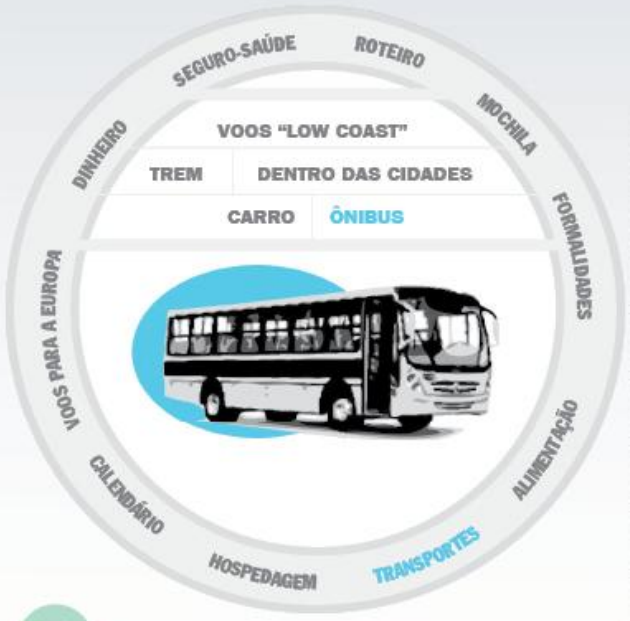 SEGURO-SAÚDE
ROTEIRO
MOCHILA
FORMALIDADES
ALIMENTAÇÃO
TRANSPORTES
HOSPEDAGEM
CALENDÁRIO
VOOS PARA A EUROPA
DINHEIRO
VOOS “LOW COAST”
TREM DENTRO DAS CIDADES
CARRO ÔNIBUS